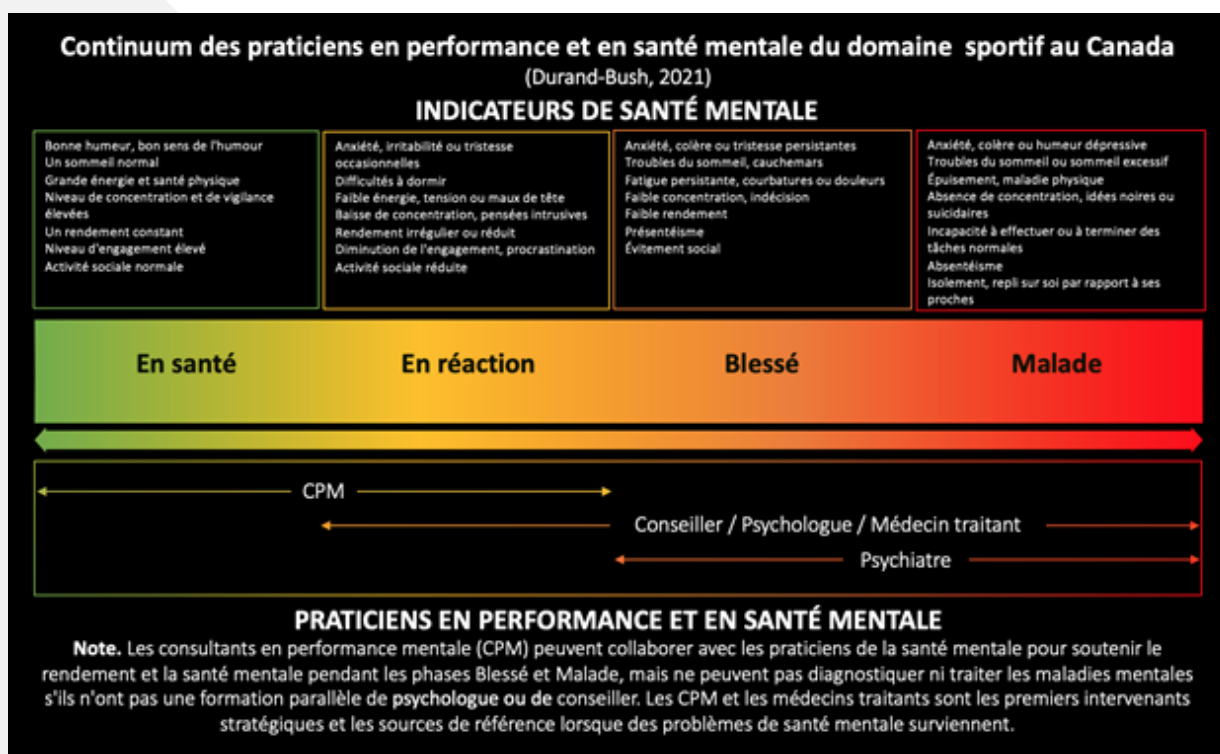 Continuum des praticiens en performance et en santé mentale du domaine sportif au Canada
(Durand-Bush, 2021)
INDICATEURS DE SANTÉ MENTALE
Bonne humeur, bon sens de l'humour
Un sommeil normal
Grande énergie et santé physique
Niveau de concentration et de vigilance
élevées
Un rendement constant
Niveau d'engagement élevé
Activité sociale normale
Anxiété, irritabilité ou tristesse
occasionnelles
Difficultés à dormir
Faible énergie, tension ou maux de tête
Baisse de concentration, pensées intrusives
Rendement irrégulier ou réduit
Diminution de l'engagement, procrastination
Activité sociale réduite
Anxiété, colère ou tristesse persistantes
Troubles du sommeil, cauchemars
Fatigue persistante, courbatures ou douleurs
Faible concentration, indécision
Faible rendement
Présentéisme
Évitement social
Anxiété, colère ou humeur dépressive
Troubles du sommeil ou sommeil excessif
Épuisement, maladie physique
Absence de concentration, idées noires ou
suicidaires
Incapacité à effectuer ou à terminer des
tâches normales
Absentéisme
Isolement, repli sur soi par rapport à ses
proches
En santé
En réaction
Blessé
Malade
CPM
Conseiller / Psychologue / Médecin traitant
Psychiatre
PRATICIENS EN PERFORMANCE ET EN SANTÉ MENTALE
Note. Les consultants en performance mentale (CPM) peuvent collaborer avec les praticiens de la santé mentale pour soutenir le
rendement et la santé mentale pendant les phases Blessé et Malade, mais ne peuvent pas diagnostiquer ni traiter les maladies mentales
s'ils n'ont pas une formation parallèle de psychologue ou de conseiller. Les CPM et les médecins traitants sont les premiers intervenants
stratégiques et les sources de référence lorsque des problèmes de santé mentale surviennent.